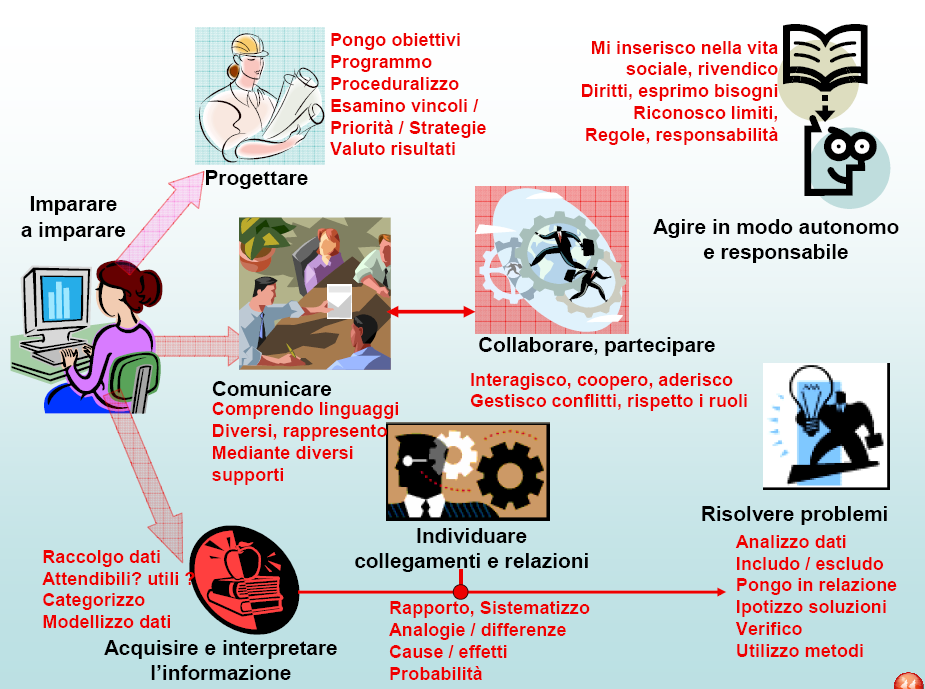 Pongo obiettivi
Programmo
Proceduralizzo
Esamino vincoli /
Priorità / Strategie
Valuto risultati
Progettare
Mi inserisco nella vita
sociale, rivendico
Diritti, esprimo bisogni
Riconosco limiti,
Regole, responsabilità
Agire in modo autonomo
e responsabile
Imparare
a imparare
Comunicare
Comprendo linguaggi
Diversi, rappresento
Mediante diversi
supporti
Collaborare, partecipare
Interagisco, coopero, aderisco
Gestisco conflitti, rispetto i ruoli
Individuare
collegamenti e relazioni
Rapporto, Sistematizzo
Analogie / differenze
Cause / effetti
Probabilità
Risolvere problemi
Analizzo dati
Includo / escludo
Pongo in relazione
Ipotizzo soluzioni
Verifico
Utilizzo metodi
Raccolgo dati
Attendibili? utili ?
Categorizzo
Modellizzo dati
Acquisire e interpretare
l’informazione